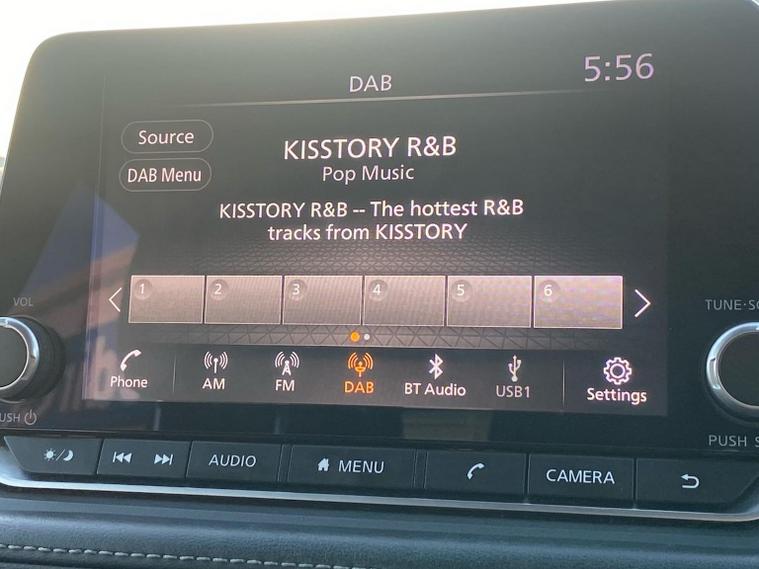 DAB
5:56
Source
DAB Menu
KISSTORY R&B
Pop Music
KISSTORY R&B -- The hottest R&B
tracks from KISSTORY
1 2 3 4 5 6
Phone AM FM DAB BT Audio USB1 Settings
VOL
PUSH
TUNE·SC
PUSH S
AUDIO MENU CAMERA